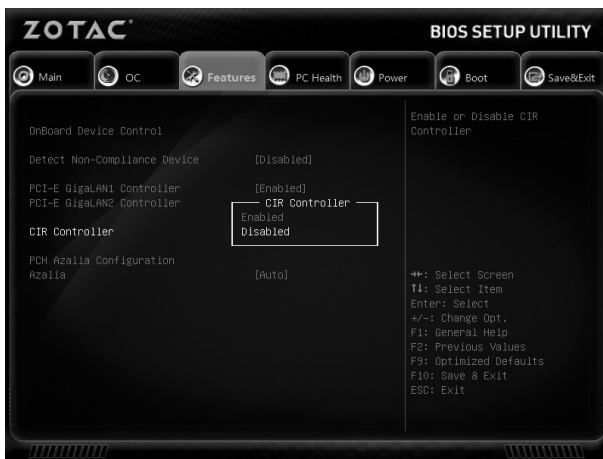 ZOTAC
BIOS SETUP UTILITY
Main
OC
Features
PC Health
Power
Boot
Save&Exit
OnBoard Device Control
Detect Non-Compliance Device [Disabled]
PCI-E GigaLAN1 Controller [Enabled]
PCI-E GigaLAN2 Controller
CIR Controller
CIR Controller
Enabled
Disabled
PCH Azalia Configuration
Azalia [Auto]
Enable or Disable CIR
Controller
→←: Select Screen
↑↓: Select Item
Enter: Select
+/-: Change Opt.
F1: General Help
F2: Previous Values
F9: Optimized Defaults
F10: Save & Exit
ESC: Exit